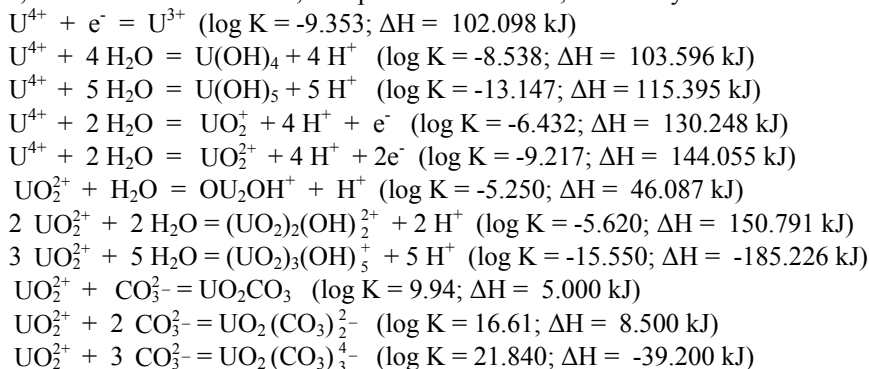 U⁴⁺ + e⁻ = U³⁺ (log K = -9.353; ΔH = 102.098 kJ)
U⁴⁺ + 4 H₂O = U(OH)₄ + 4 H⁺ (log K = -8.538; ΔH = 103.596 kJ)
U⁴⁺ + 5 H₂O = U(OH)₅ + 5 H⁺ (log K = -13.147; ΔH = 115.395 kJ)
U⁴⁺ + 2 H₂O = UO₂⁺ + 4 H⁺ + e⁻ (log K = -6.432; ΔH = 130.248 kJ)
U⁴⁺ + 2 H₂O = UO₂²⁺ + 4 H⁺ + 2e⁻ (log K = -9.217; ΔH = 144.055 kJ)
UO₂²⁺ + H₂O = OU₂OH⁺ + H⁺ (log K = -5.250; ΔH = 46.087 kJ)
2 UO₂²⁺ + 2 H₂O = (UO₂)₂(OH)₂²⁺ + 2 H⁺ (log K = -5.620; ΔH = 150.791 kJ)
3 UO₂²⁺ + 5 H₂O = (UO₂)₃(OH)₅⁺ + 5 H⁺ (log K = -15.550; ΔH = -185.226 kJ)
UO₂²⁺ + CO₃²⁻ = UO₂CO₃ (log K = 9.94; ΔH = 5.000 kJ)
UO₂²⁺ + 2 CO₃²⁻ = UO₂(CO₃)₂²⁻ (log K = 16.61; ΔH = 8.500 kJ)
UO₂²⁺ + 3 CO₃²⁻ = UO₂(CO₃)₃⁴⁻ (log K = 21.840; ΔH = -39.200 kJ)